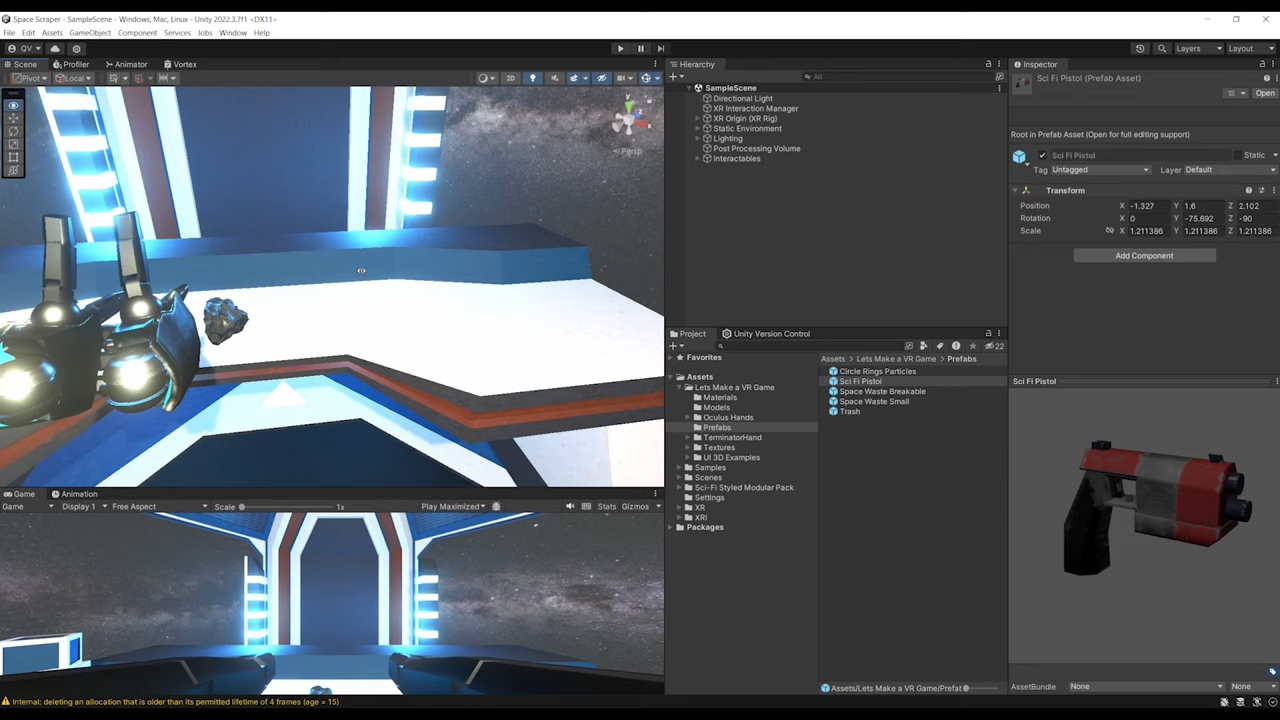 Space Scraper - SampleScene - Windows, Mac, Linux - Unity 2022.3.7f1 <DX11>
File Edit Assets GameObject Component Services Jobs Window Help
QV Layers Layout
Scene Profiler Animator Vortex
Pivot Local 2D
y x
Persp
Game Animation
Game Display 1 Free Aspect Scale 1x Play Maximized Stats Gizmos
Hierarchy
All
SampleScene
Directional Light
XR Interaction Manager
XR Origin (XR Rig)
Static Environment
Lighting
Post Processing Volume
Interactables
Project Unity Version Control
22
Favorites
Assets
Lets Make a VR Game
Materials
Models
Oculus Hands
Prefabs
TerminatorHand
Textures
UI 3D Examples
Samples
Scenes
Sci-Fi Styled Modular Pack
Settings
XR
XRI
Packages
Assets > Lets Make a VR Game > Prefabs
Circle Rings Particles
Sci Fi Pistol
Space Waste Breakable
Space Waste Small
Trash
Assets/Lets Make a VR Game/Prefat
Inspector
Sci Fi Pistol (Prefab Asset)
Open
Root in Prefab Asset (Open for full editing support)
Sci Fi Pistol Static
Tag Untagged Layer Default
Transform
Position X -1.327 Y 1.6 Z 2.102
Rotation X 0 Y -75.692 Z -90
Scale X 1.211386 Y 1.211386 Z 1.211386
Add Component
Sci Fi Pistol
AssetBundle None None
Internal: deleting an allocation that is older than its permitted lifetime of 4 frames (age = 15)